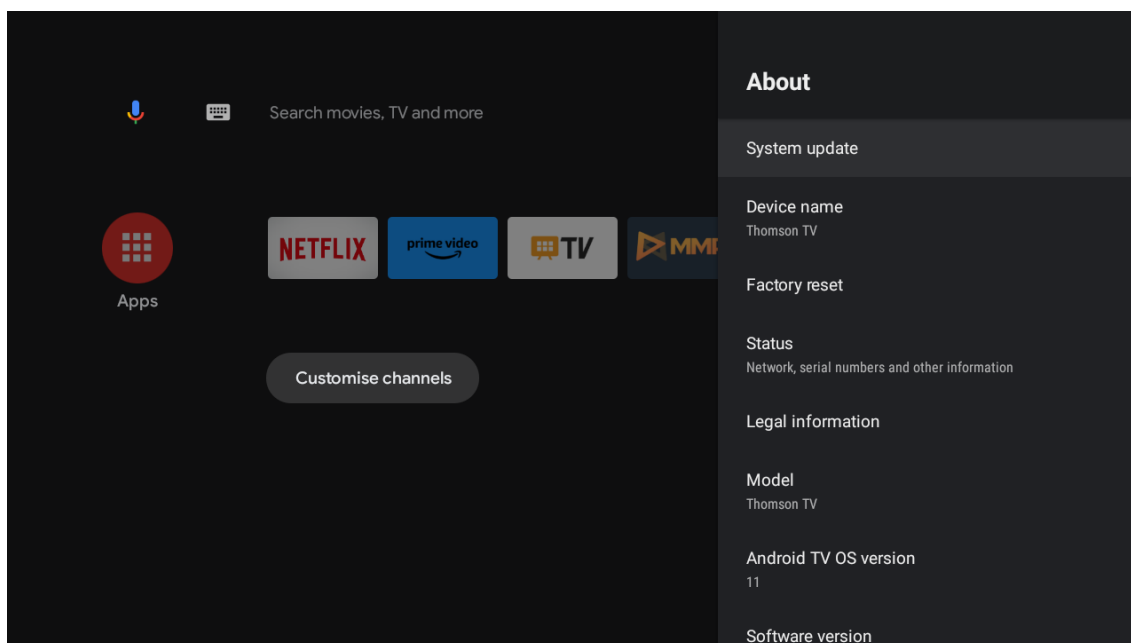 Search movies, TV and more
NETFLIX
prime video
TV
Apps
Customise channels
About
System update
Device name
Thomson TV
Factory reset
Status
Network, serial numbers and other information
Legal information
Model
Thomson TV
Android TV OS version
11
Software version